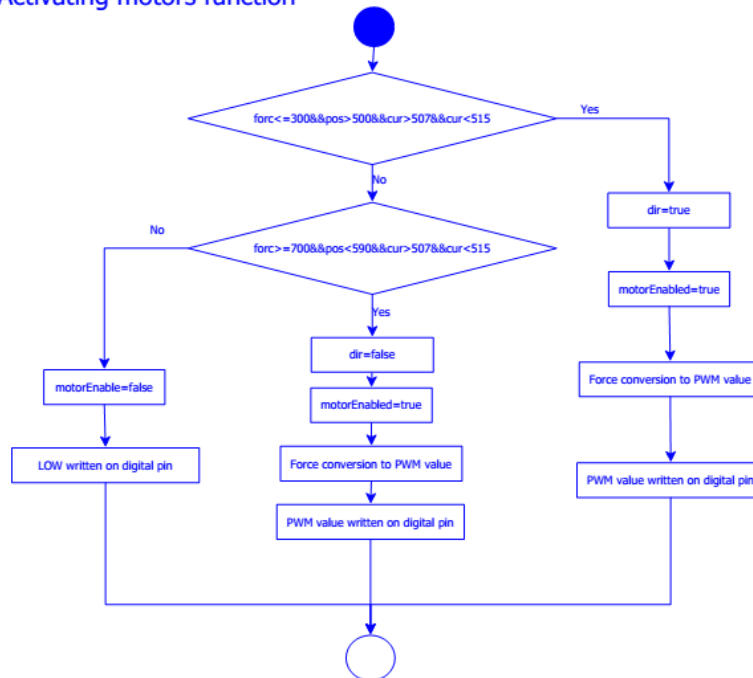 Activating motors function
forc<=300&&pos>500&&cur>507&&cur<515
Yes
No
dir=true
No
forc>=700&&pos<590&&cur>507&&cur<515
motorEnabled=true
Yes
dir=false
motorEnable=false
Force conversion to PWM value
motorEnabled=true
LOW written on digital pin
Force conversion to PWM value
PWM value written on digital pin
PWM value written on digital pin